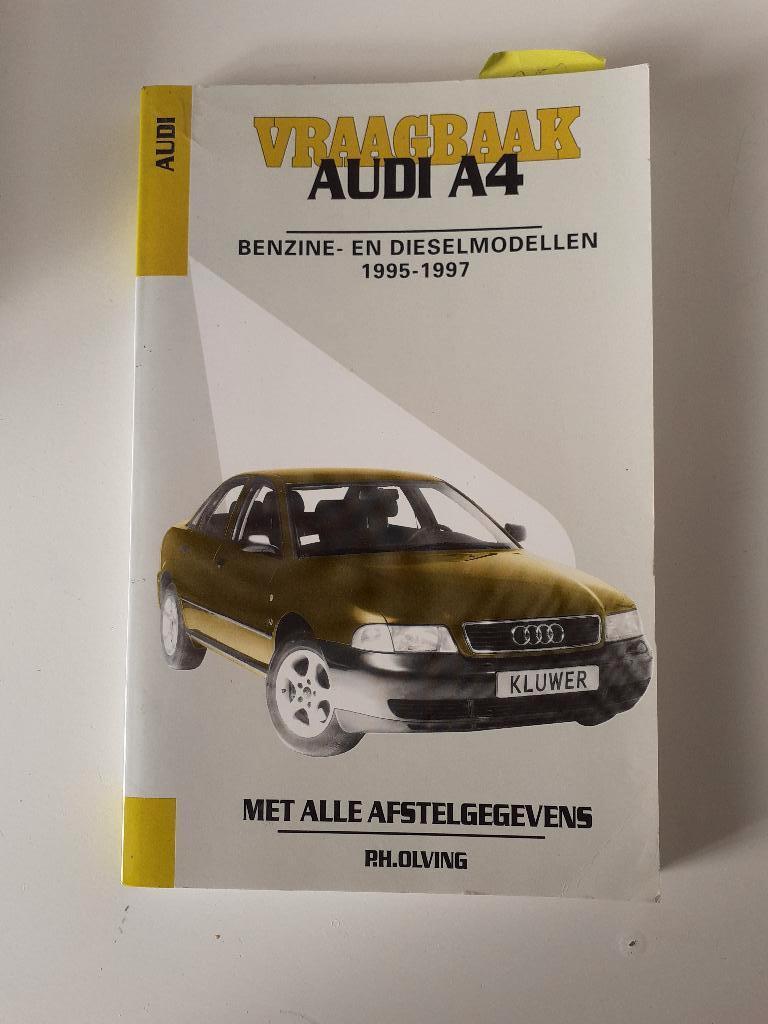 AUDI
VRAAGBAAK
AUDI A4
BENZINE- EN DIESELMODELLEN
1995-1997
KLUWER
MET ALLE AFSTELGEGEVENS
P.H.OLVING